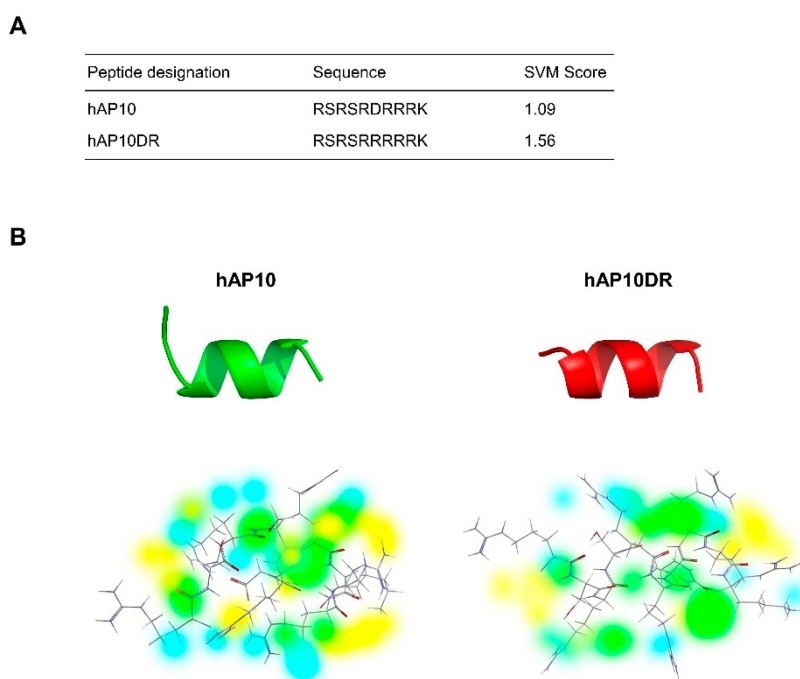 A
Peptide designation Sequence SVM Score
hAP10 RSRSRDRRRK 1.09
hAP10DR RSRSRRRRRK 1.56
B
hAP10 hAP10DR